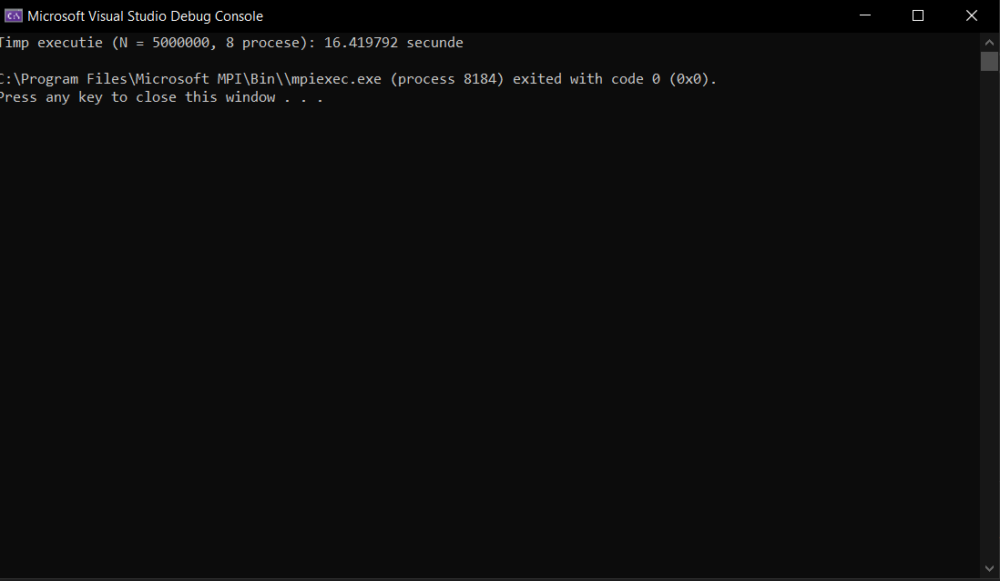 Microsoft Visual Studio Debug Console
Timp executie (N = 5000000, 8 procese): 16.419792 secunde
C:\Program Files\Microsoft MPI\Bin\\mpiexec.exe (process 8184) exited with code 0 (0x0).
Press any key to close this window . . .